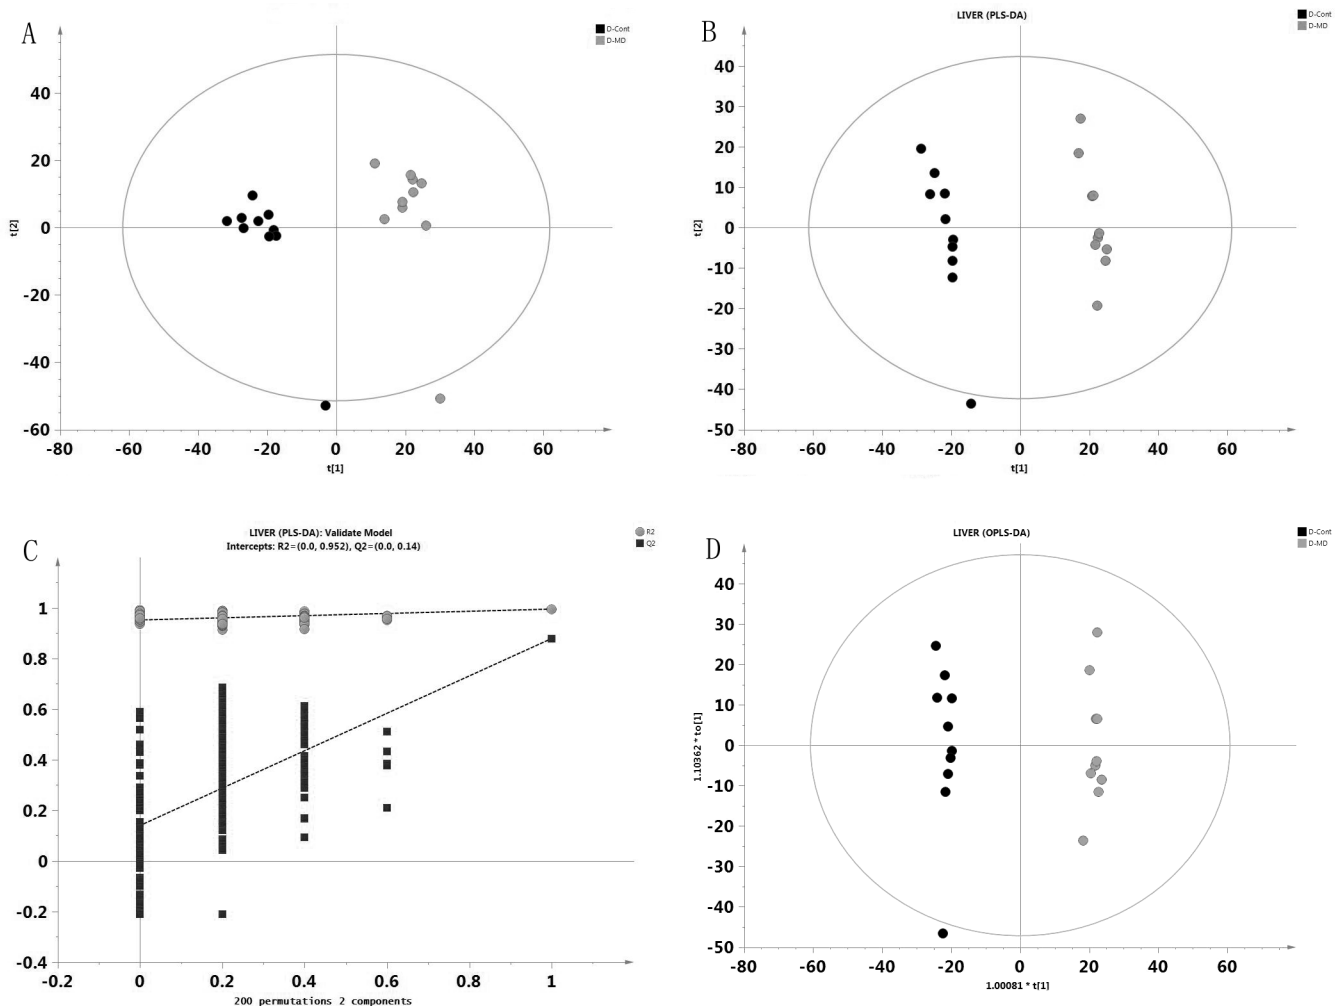 A
D-Cont
D-MD
40
20
0
-20
-40
-60
t[2]
-80 -60 -40 -20 0 20 40 60
t[1]
B
LIVER (PLS-DA)
D-Cont
D-MD
40
30
20
10
0
-10
-20
-30
-40
-50
t[2]
-80 -60 -40 -20 0 20 40 60
t[1]
C
LIVER (PLS-DA): Validate Model
Intercepts: R2=(0.0, 0.952), Q2=(0.0, 0.14)
R2
Q2
1
0.8
0.6
0.4
0.2
0
-0.2
-0.4
-0.2 0 0.2 0.4 0.6 0.8 1
200 permutations 2 components
D
LIVER (OPLS-DA)
D-Cont
D-MD
40
30
20
10
0
-10
-20
-30
-40
-50
1.10362 * to[1]
-80 -60 -40 -20 0 20 40 60
1.00081 * t[1]